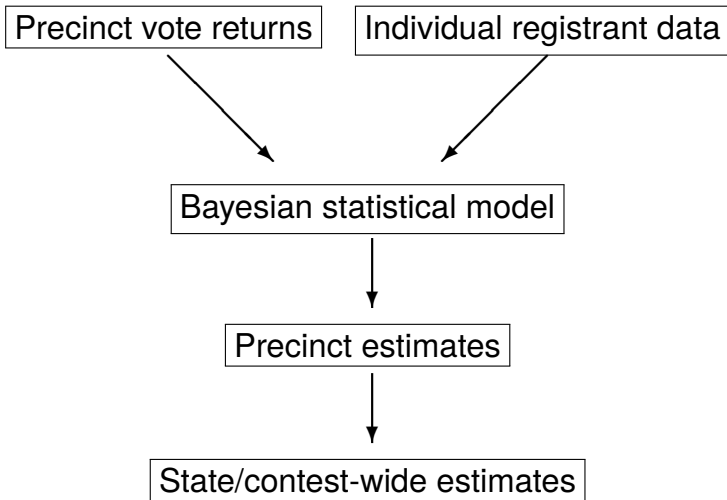 Precinct vote returns
Individual registrant data
Bayesian statistical model
Precinct estimates
State/contest-wide estimates